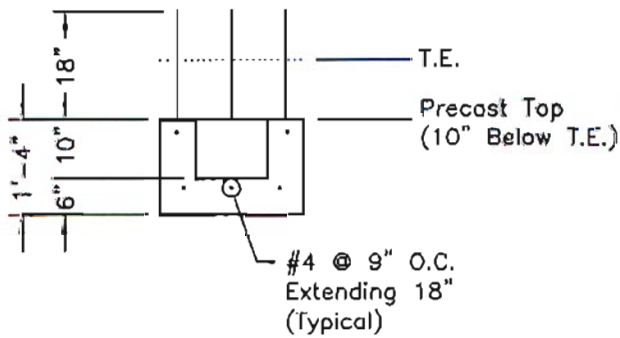 18"
T.E.
Precast Top
(10" Below T.E.)
1'-4"
10"
6"
#4 @ 9" O.C.
Extending 18"
(Typical)